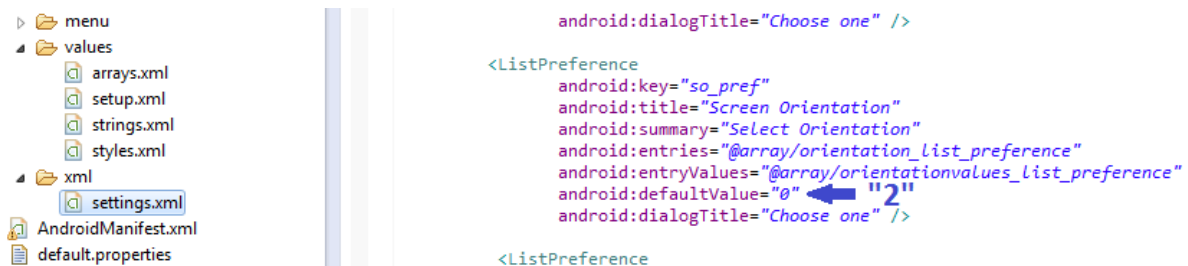 menu
values
arrays.xml
setup.xml
strings.xml
styles.xml
xml
settings.xml
AndroidManifest.xml
default.properties
android:dialogTitle="Choose one" />
<ListPreference
android:key="so_pref"
android:title="Screen Orientation"
android:summary="Select Orientation"
android:entries="@array/orientation_list_preference"
android:entryValues="@array/orientationvalues_list_preference"
android:defaultValue="0" "2"
android:dialogTitle="Choose one" />
<ListPreference